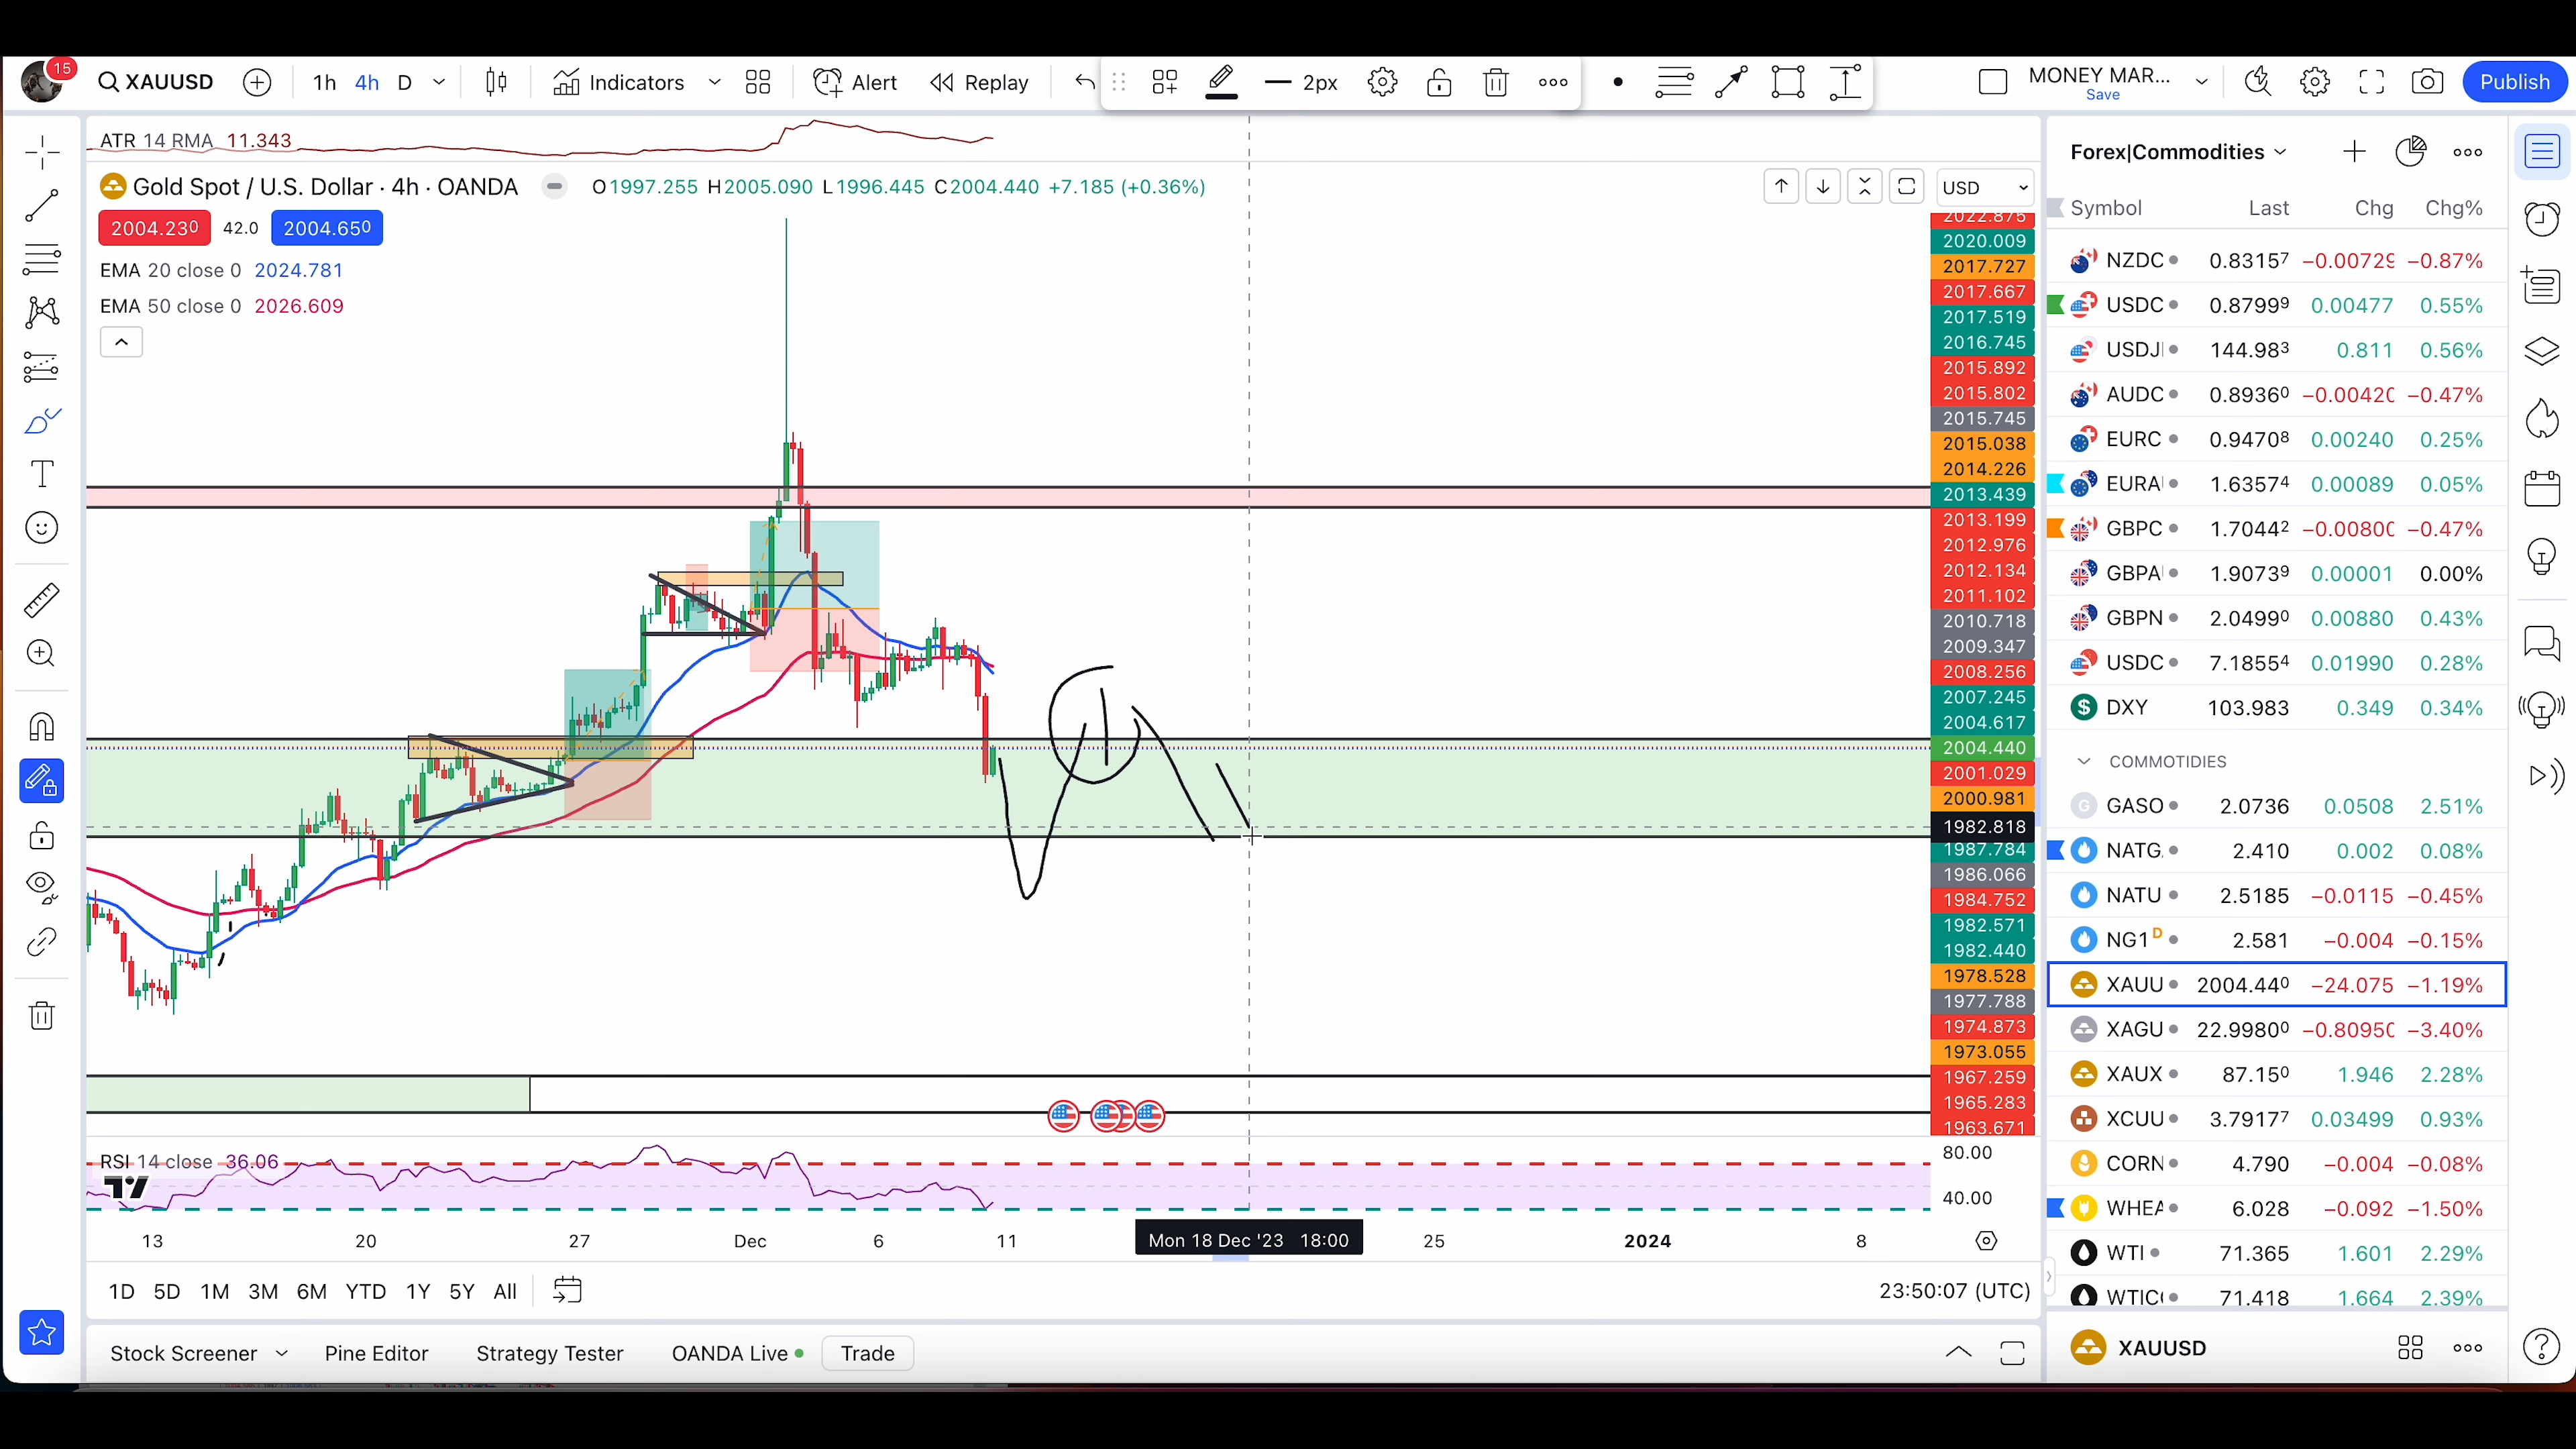 15 XAUUSD 1h 4h D Indicators Alert Replay 2px MONEY MAR... Save Publish
ATR 14 RMA 11.343
Gold Spot / U.S. Dollar · 4h · OANDA O1997.255 H2005.090 L1996.445 C2004.440 +7.185 (+0.36%) USD
2004.230 42.0 2004.650
EMA 20 close 0 2024.781
EMA 50 close 0 2026.609
2022.875
2020.009
2017.727
2017.667
2017.519
2016.745
2015.892
2015.802
2015.745
2015.038
2014.226
2013.439
2013.199
2012.976
2012.134
2011.102
2010.718
2009.347
2008.256
2007.245
2004.617
2004.440
2001.029
2000.981
1982.818
1987.784
1986.066
1984.752
1982.571
1982.440
1978.528
1977.788
1974.873
1973.055
1967.259
1965.283
1963.671
RSI 14 close 36.06
80.00
40.00
13 20 27 Dec 6 11 Mon 18 Dec '23 18:00 25 2024 8
1D 5D 1M 3M 6M YTD 1Y 5Y All 23:50:07 (UTC)
Stock Screener Pine Editor Strategy Tester OANDA Live Trade
Forex|Commodities
Symbol Last Chg Chg%
NZDC 0.83157 −0.00729 −0.87%
USDC 0.87999 0.00477 0.55%
USDJ 144.983 0.811 0.56%
AUDC 0.89360 −0.00420 −0.47%
EURC 0.94708 0.00240 0.25%
EURA 1.63574 0.00089 0.05%
GBPC 1.70442 −0.00800 −0.47%
GBPA 1.90739 0.00001 0.00%
GBPN 2.04990 0.00880 0.43%
USDC 7.18554 0.01990 0.28%
$ DXY 103.983 0.349 0.34%
COMMOTIDIES
G GASO 2.0736 0.0508 2.51%
NATG. 2.410 0.002 0.08%
NATU 2.5185 −0.0115 −0.45%
NG1 D 2.581 −0.004 −0.15%
XAUU 2004.440 −24.075 −1.19%
XAGU 22.99800 −0.80950 −3.40%
XAUX 87.150 1.946 2.28%
XCUU 3.79177 0.03499 0.93%
CORN 4.790 −0.004 −0.08%
WHEA 6.028 −0.092 −1.50%
WTI 71.365 1.601 2.29%
WTICO 71.418 1.664 2.39%
XAUUSD